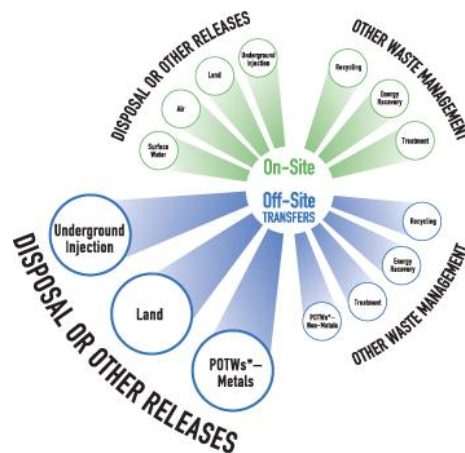 DISPOSAL OR OTHER RELEASES
Surface
Water
Air
Land
Underground
Injection
OTHER WASTE MANAGEMENT
Recycling
Energy
Recovery
Treatment
On-Site
Off-Site
TRANSFERS
Underground
Injection
Land
POTWs*—
Metals
DISPOSAL OR OTHER RELEASES
POTWs*—
Non-Metals
Treatment
Energy
Recovery
Recycling
OTHER WASTE MANAGEMENT